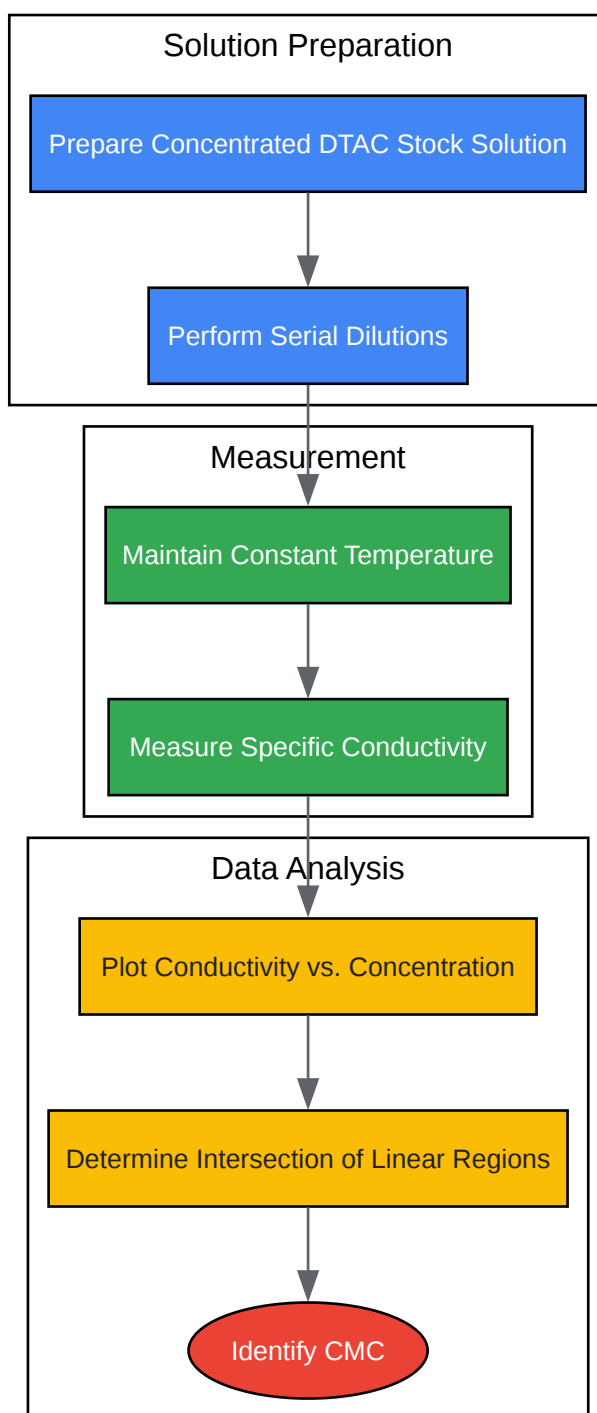 Solution Preparation
Prepare Concentrated DTAC Stock Solution
Perform Serial Dilutions
Measurement
Maintain Constant Temperature
Measure Specific Conductivity
Data Analysis
Plot Conductivity vs. Concentration
Determine Intersection of Linear Regions
Identify CMC